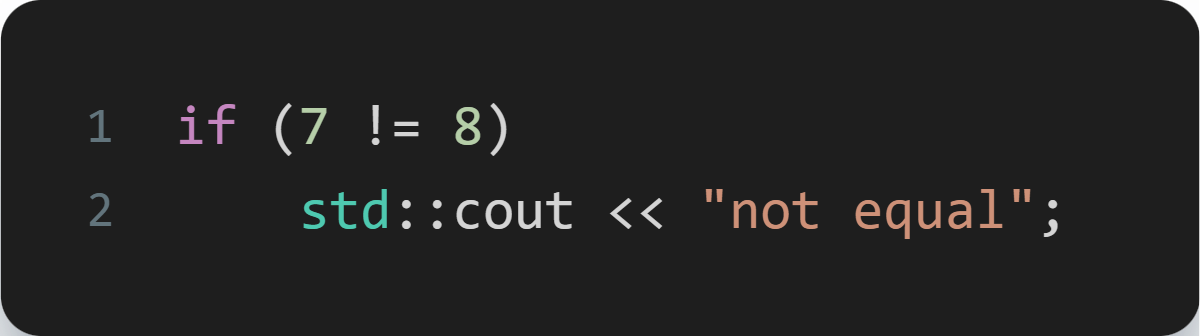 1 if (7 != 8)
2     std::cout << "not equal";